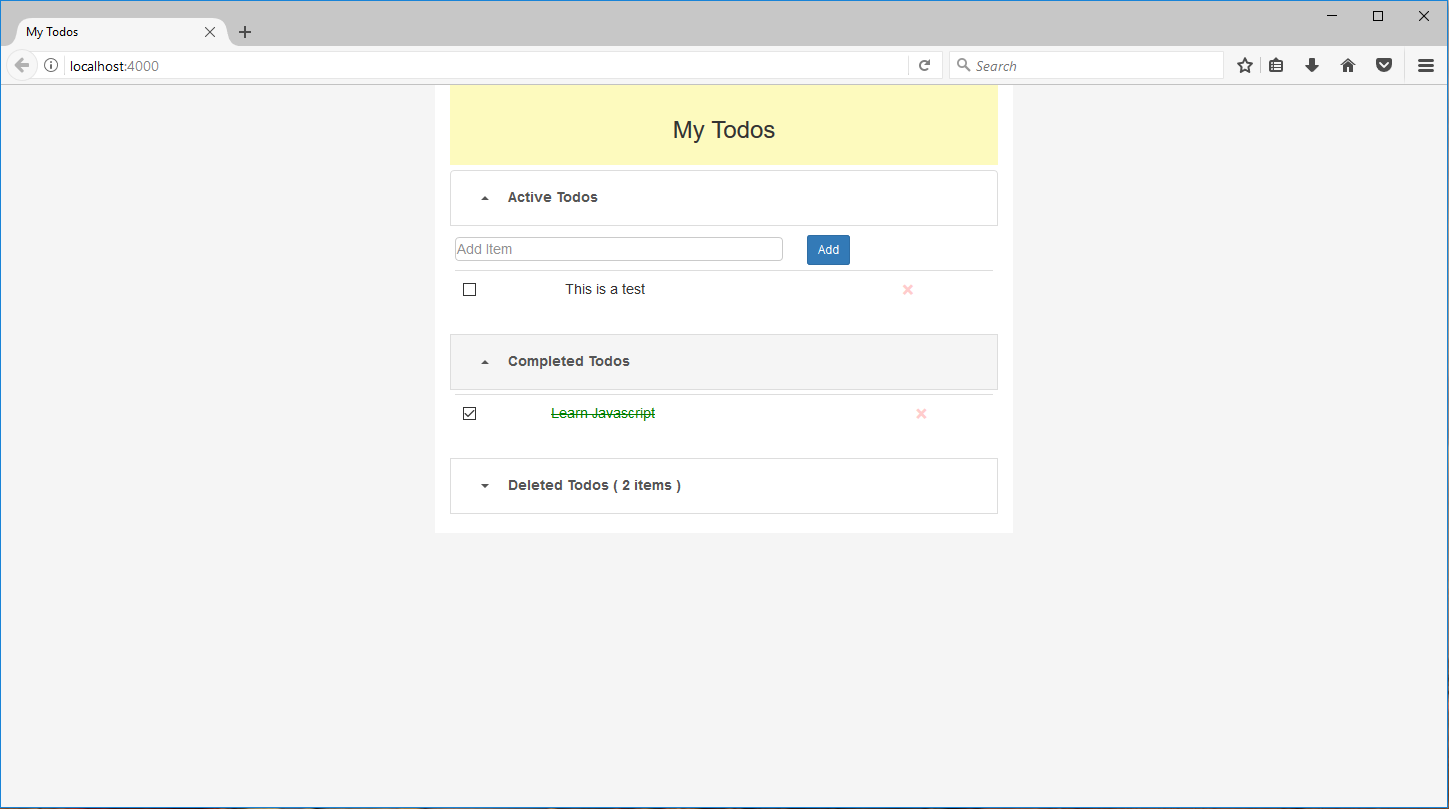 My Todos
localhost:4000
Search
My Todos
Active Todos
Add item
Add
This is a test
Completed Todos
Learn Javascript
Deleted Todos ( 2 items )